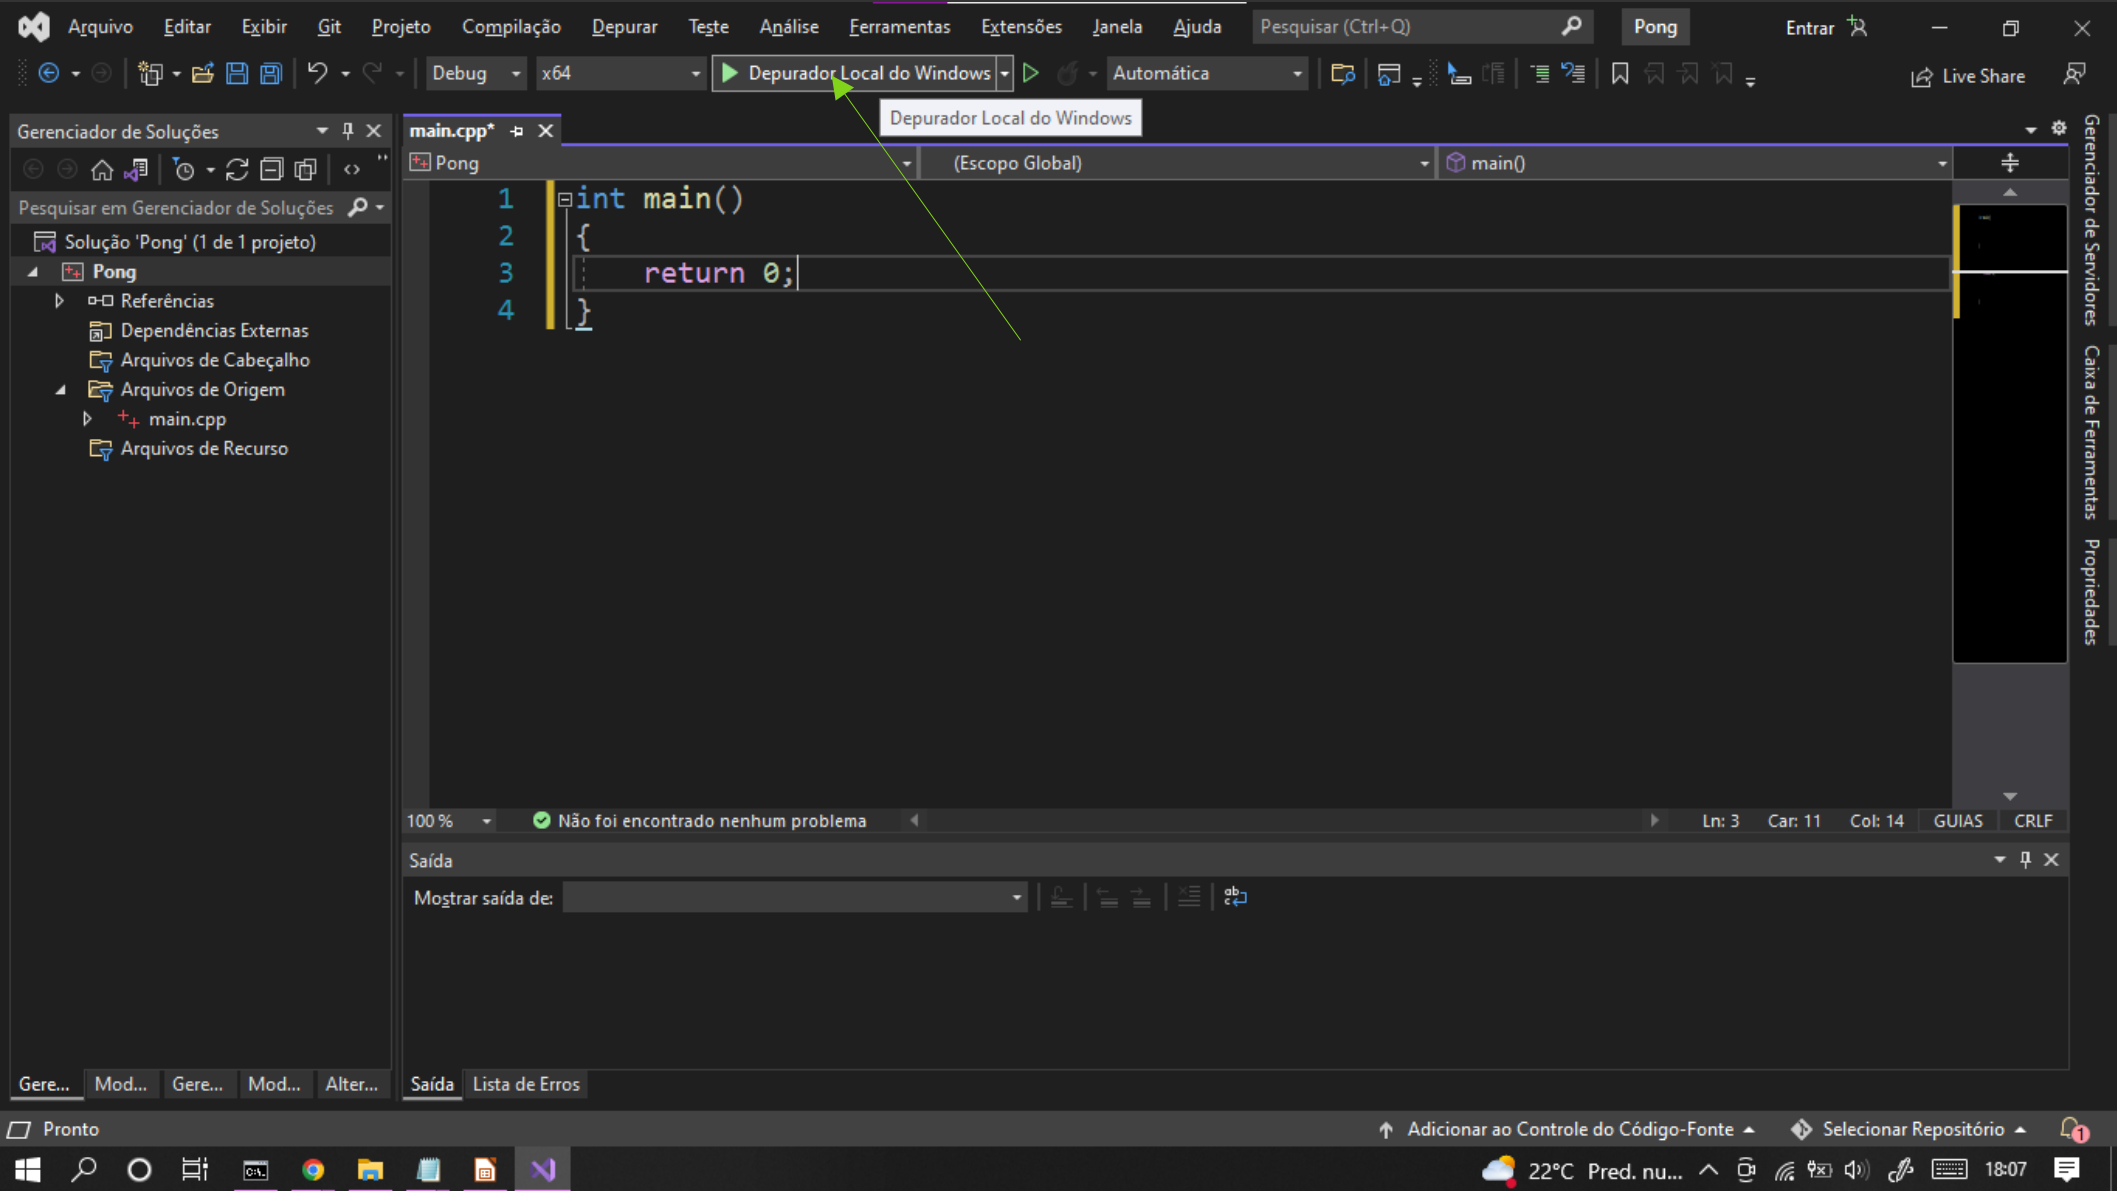 Arquivo Editar Exibir Git Projeto Compilação Depurar Teste Análise Ferramentas Extensões Janela Ajuda Pesquisar (Ctrl+Q) Pong Entrar
Debug x64 Depurador Local do Windows Automática Live Share
Depurador Local do Windows
Gerenciador de Soluções
main.cpp*
Pong (Escopo Global) main()
Pesquisar em Gerenciador de Soluções
Solução 'Pong' (1 de 1 projeto)
Pong
Referências
Dependências Externas
Arquivos de Cabeçalho
Arquivos de Origem
main.cpp
Arquivos de Recurso
1 int main()
2 {
3 return 0;
4 }
Gerenciador de Servidores
Caixa de Ferramentas
Propriedades
100 % Não foi encontrado nenhum problema Ln: 3 Car: 11 Col: 14 GUIAS CRLF
Saída
Mostrar saída de:
Gere... Mod... Gere... Mod... Alter... Saída Lista de Erros
Pronto Adicionar ao Controle do Código-Fonte Selecionar Repositório 1
22°C Pred. nu... 18:07